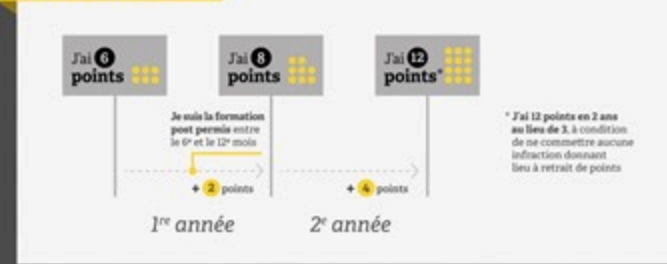 J'ai 6
points
J'ai 8
points
J'ai 12
points*
Je suis la formation
post permis entre
le 6e et le 12e mois
+ 2 points
+ 4 points
1re année
2e année
* J'ai 12 points en 2 ans
au lieu de 3, à condition
de ne commettre aucune
infraction donnant
lieu à retrait de points